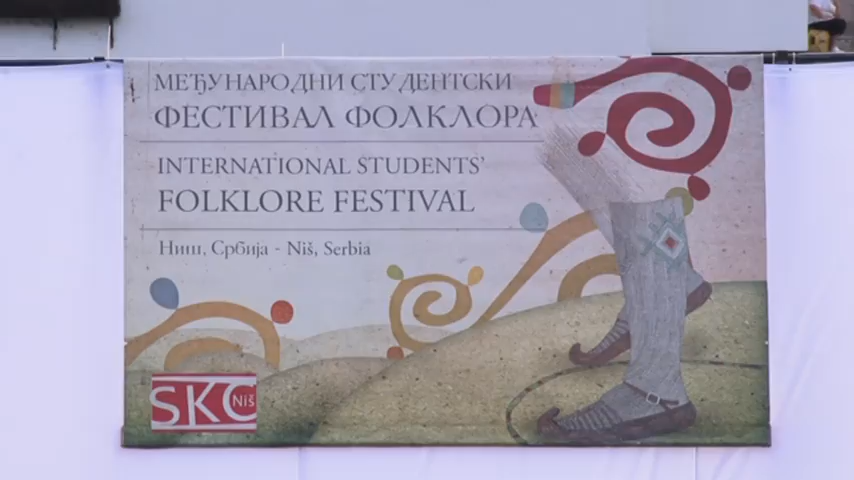 МЕЂУНАРОДНИ СТУДЕНТСКИ
ФЕСТИВАЛ ФОЛКЛОРА
INTERNATIONAL STUDENTS'
FOLKLORE FESTIVAL
Ниш, Србија - Niš, Serbia
SKC Niš